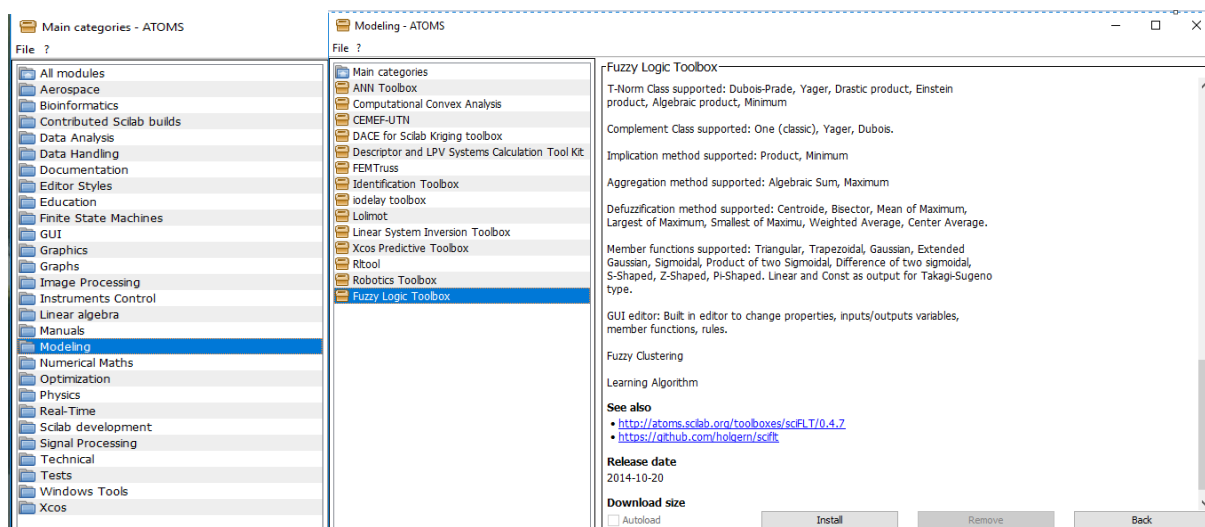 Main categories - ATOMS
File ?
All modules
Aerospace
Bioinformatics
Contributed Scilab builds
Data Analysis
Data Handling
Documentation
Editor Styles
Education
Finite State Machines
GUI
Graphics
Graphs
Image Processing
Instruments Control
Linear algebra
Manuals
Modeling
Numerical Maths
Optimization
Physics
Real-Time
Scilab development
Signal Processing
Technical
Tests
Windows Tools
Xcos
Modeling - ATOMS
File ?
Main categories
ANN Toolbox
Computational Convex Analysis
CEMEF-UTN
DACE for Scilab Kriging toolbox
Descriptor and LPV Systems Calculation Tool Kit
FEMTruss
Identification Toolbox
iodelay toolbox
Lolimot
Linear System Inversion Toolbox
Xcos Predictive Toolbox
Rltool
Robotics Toolbox
Fuzzy Logic Toolbox
Fuzzy Logic Toolbox
T-Norm Class supported: Dubois-Prade, Yager, Drastic product, Einstein
product, Algebraic product, Minimum
Complement Class supported: One (classic), Yager, Dubois.
Implication method supported: Product, Minimum
Aggregation method supported: Algebraic Sum, Maximum
Defuzzification method supported: Centroide, Bisector, Mean of Maximum,
Largest of Maximum, Smallest of Maximu, Weighted Average, Center Average.
Member functions supported: Triangular, Trapezoidal, Gaussian, Extended
Gaussian, Sigmoidal, Product of two Sigmoidal, Difference of two sigmoidal,
S-Shaped, Z-Shaped, Pi-Shaped. Linear and Const as output for Takagi-Sugeno
type.
GUI editor: Built in editor to change properties, inputs/outputs variables,
member functions, rules.
Fuzzy Clustering
Learning Algorithm
See also
• http://atoms.scilab.org/toolboxes/sciFLT/0.4.7
• https://github.com/holgern/sciflt
Release date
2014-10-20
Download size
Autoload
Install
Remove
Back